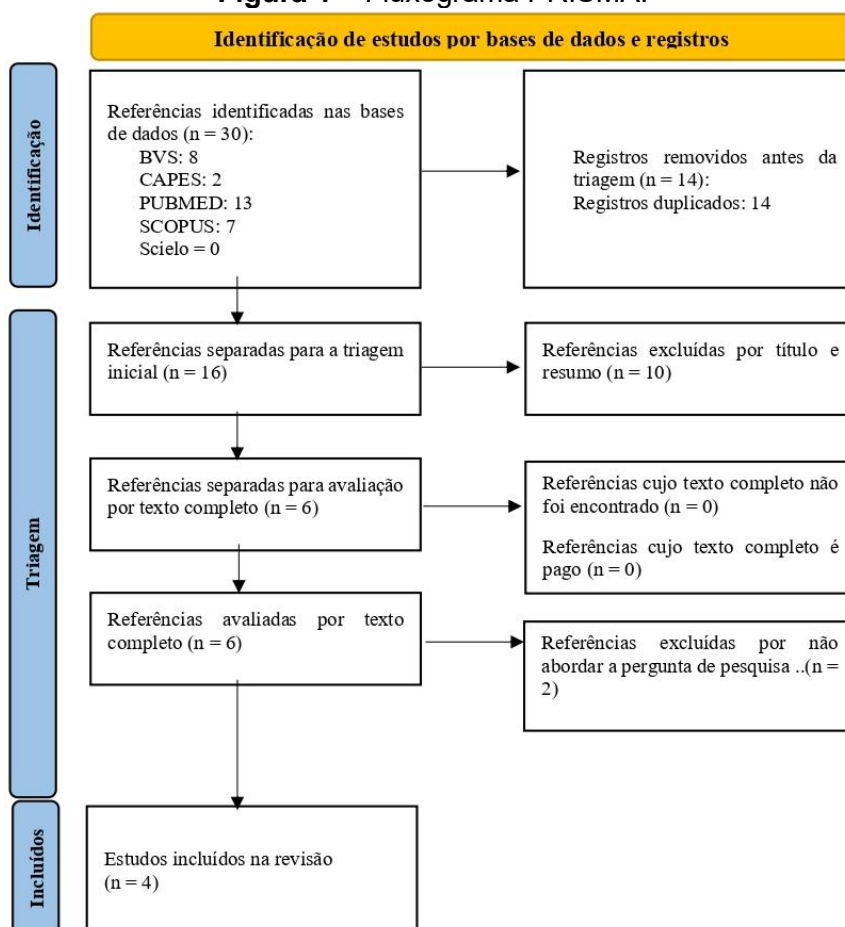 Identificação de estudos por bases de dados e registros
Identificação
Referências identificadas nas bases
de dados (n = 30):
BVS: 8
CAPES: 2
PUBMED: 13
SCOPUS: 7
Scielo = 0
Registros removidos antes da
triagem (n = 14):
Registros duplicados: 14
Triagem
Referências separadas para a triagem
inicial (n = 16)
Referências excluídas por título e
resumo (n = 10)
Referências separadas para avaliação
por texto completo (n = 6)
Referências cujo texto completo não
foi encontrado (n = 0)
Referências cujo texto completo é
pago (n = 0)
Referências avaliadas por texto
completo (n = 6)
Referências excluídas por não
abordar a pergunta de pesquisa ..(n =
2)
Incluídos
Estudos incluídos na revisão
(n = 4)